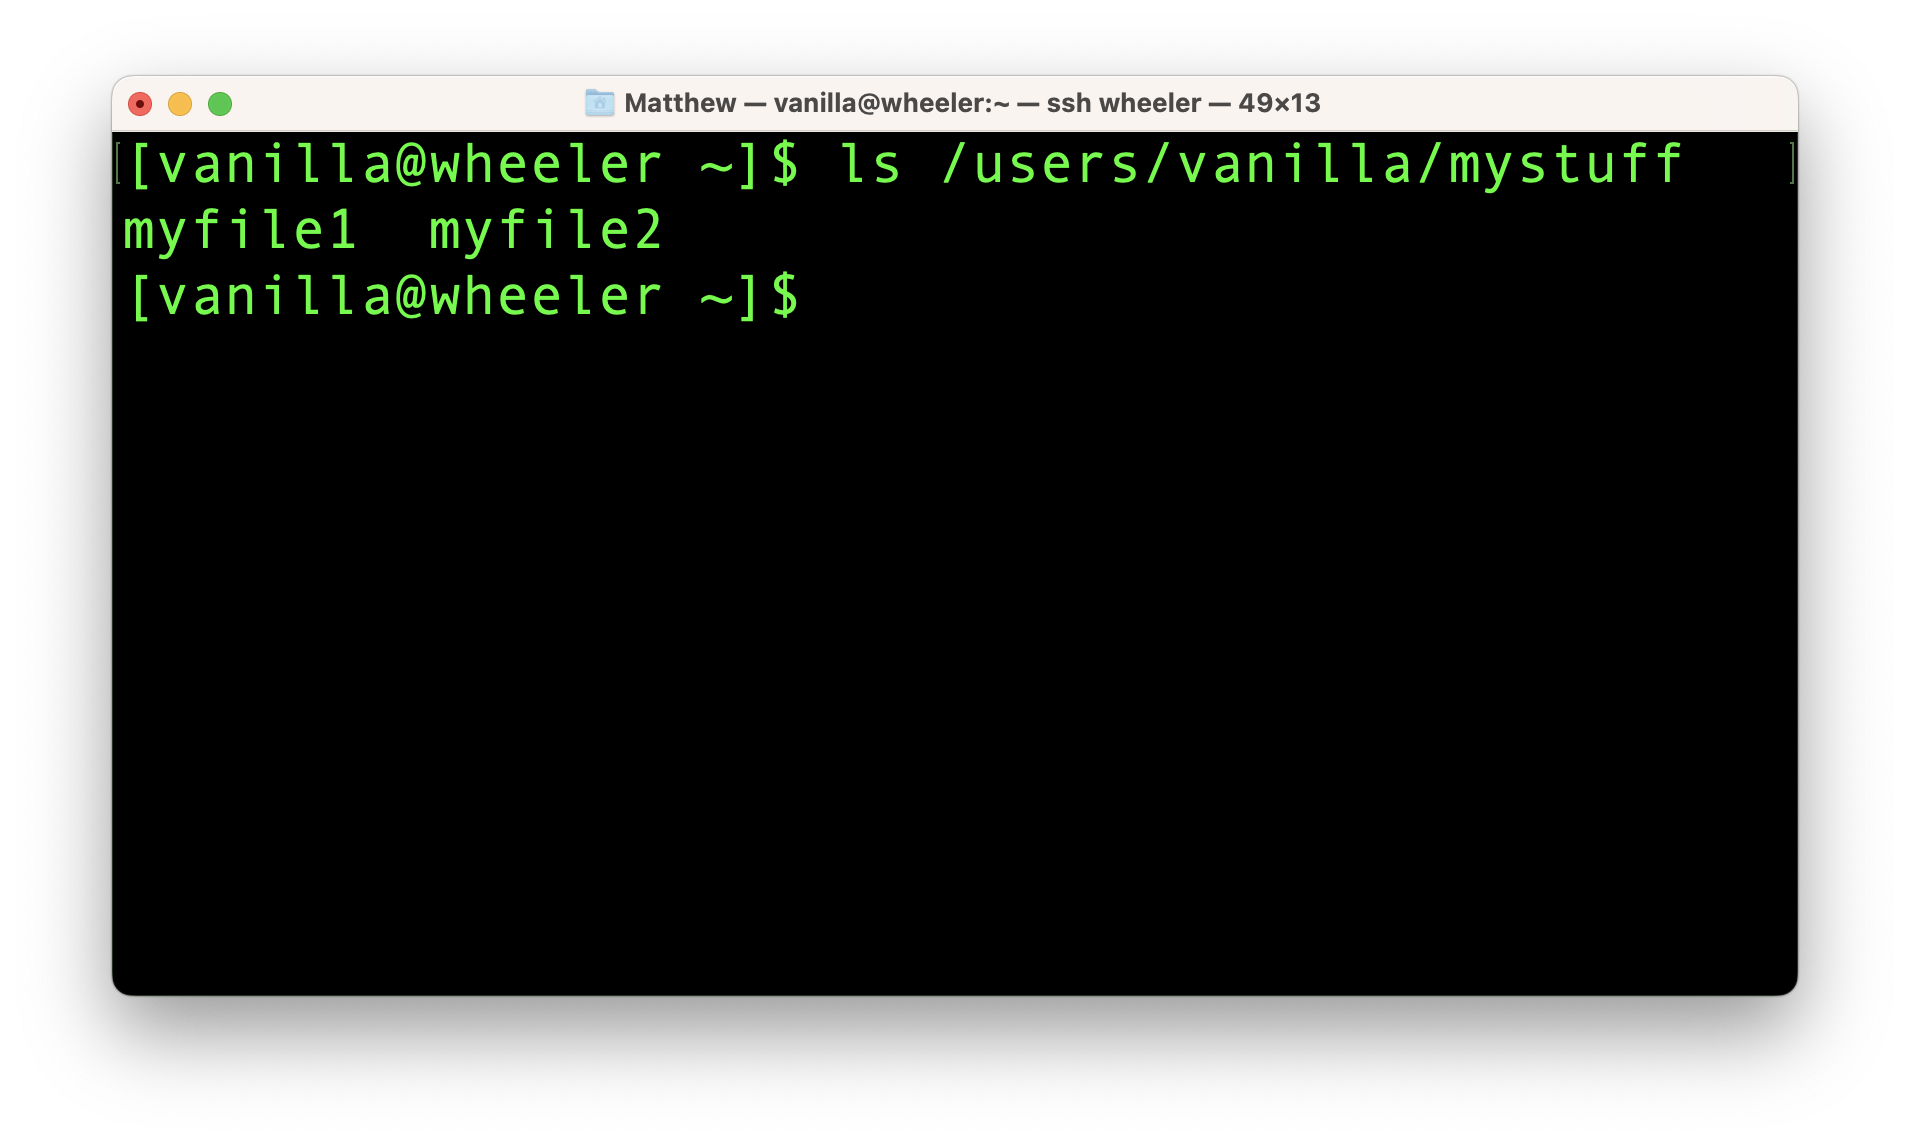 Matthew — vanilla@wheeler:~ — ssh wheeler — 49×13
[vanilla@wheeler ~]$ ls /users/vanilla/mystuff
myfile1  myfile2
[vanilla@wheeler ~]$